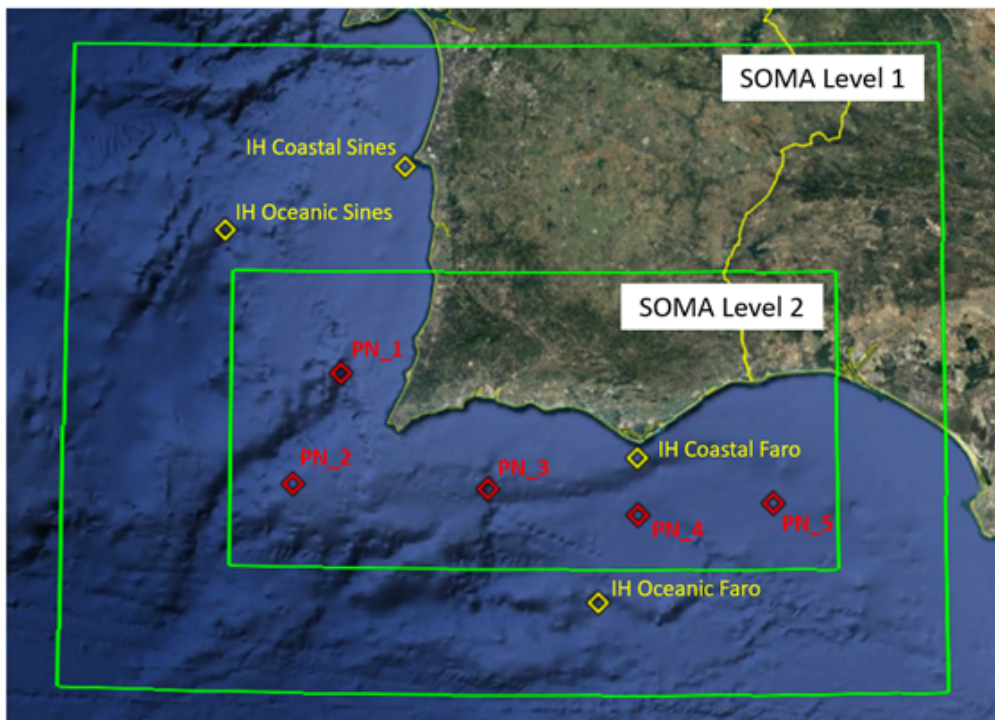 SOMA Level 1
IH Coastal Sines
IH Oceanic Sines
SOMA Level 2
PN_1
PN_2
PN_3
IH Coastal Faro
PN_4
PN_5
IH Oceanic Faro